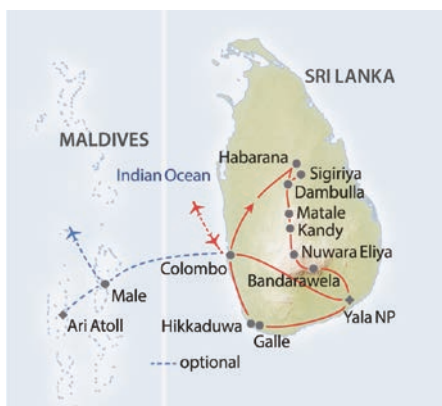 SRI LANKA
MALDIVES
Habarana
Indian Ocean
Sigiriya
Dambulla
Matale
Kandy
Nuwara Eliya
Colombo
Bandarawela
Male
Yala NP
Ari Atoll
Hikkaduwa
Galle
optional